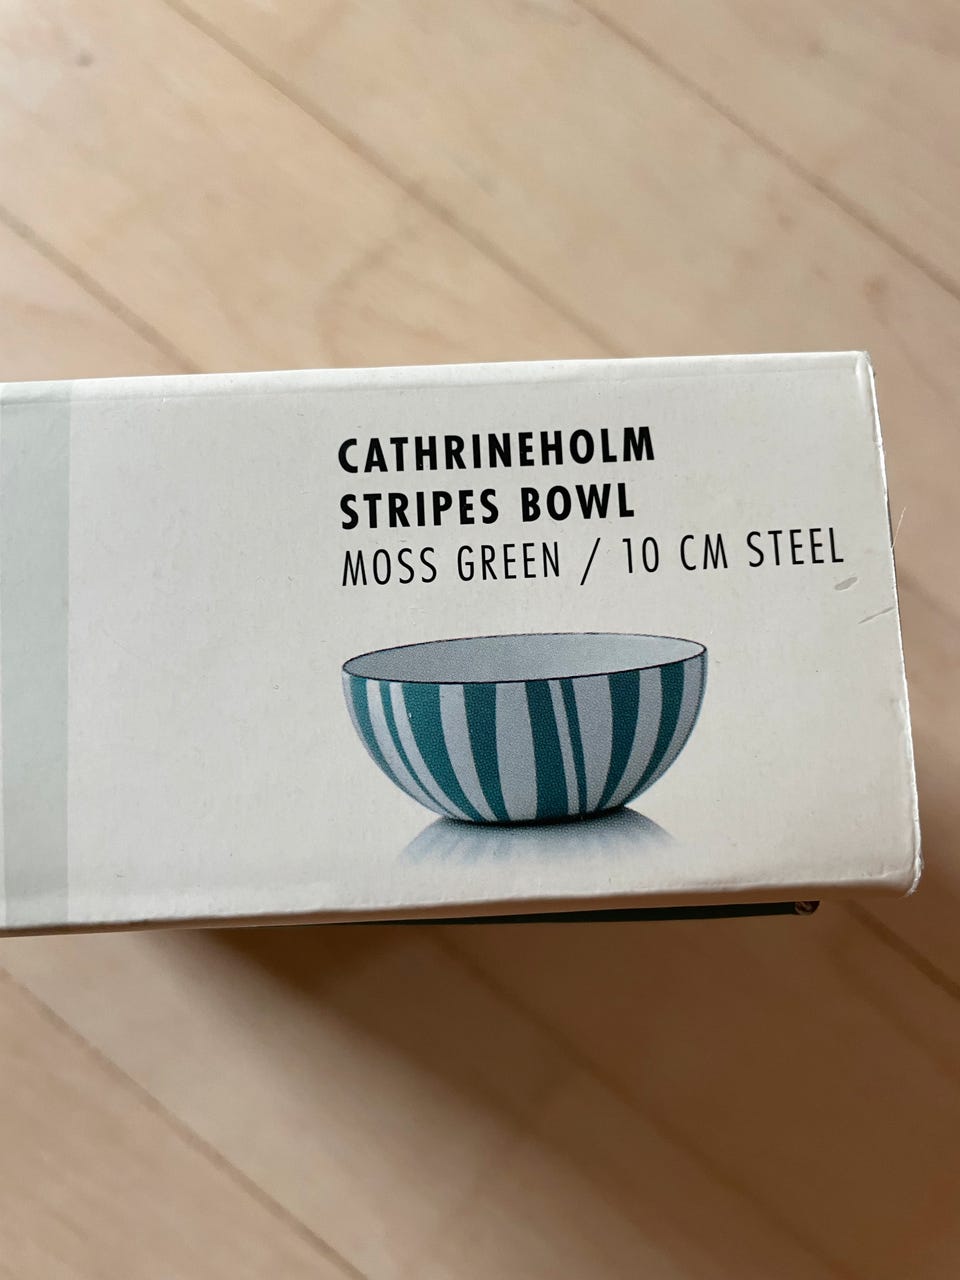 CATHRINEHOLM
STRIPES BOWL
MOSS GREEN / 10 CM STEEL